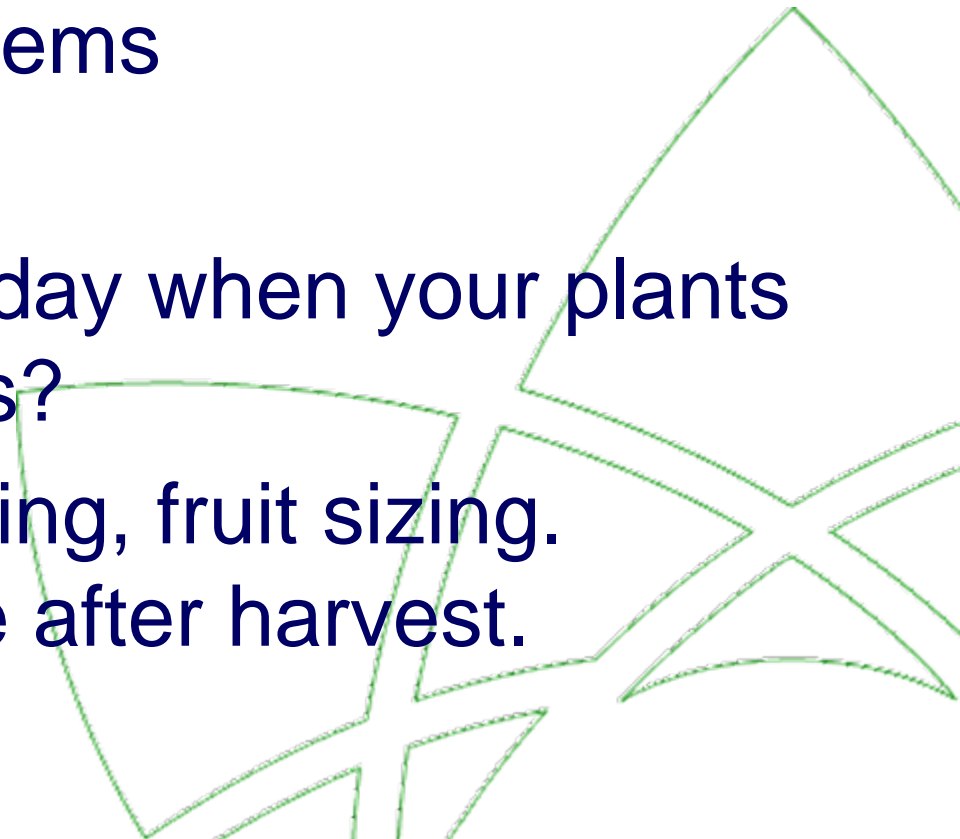 ems
day when your plants
s?
ing, fruit sizing.
e after harvest.